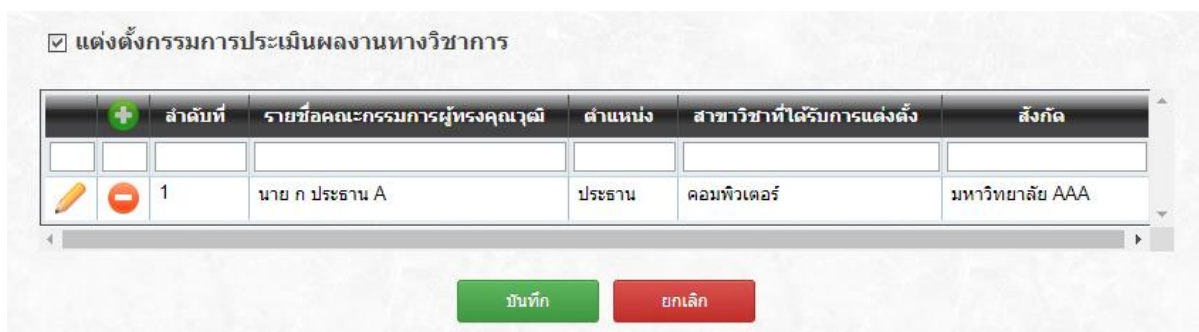 แต่งตั้งกรรมการประเมินผลงานทางวิชาการ
ลำดับที่ รายชื่อคณะกรรมการผู้ทรงคุณวุฒิ ตำแหน่ง สาขาวิชาที่ได้รับการแต่งตั้ง สังกัด
1 นาย ก ประธาน A ประธาน คอมพิวเตอร์ มหาวิทยาลัย AAA
บันทึก ยกเลิก